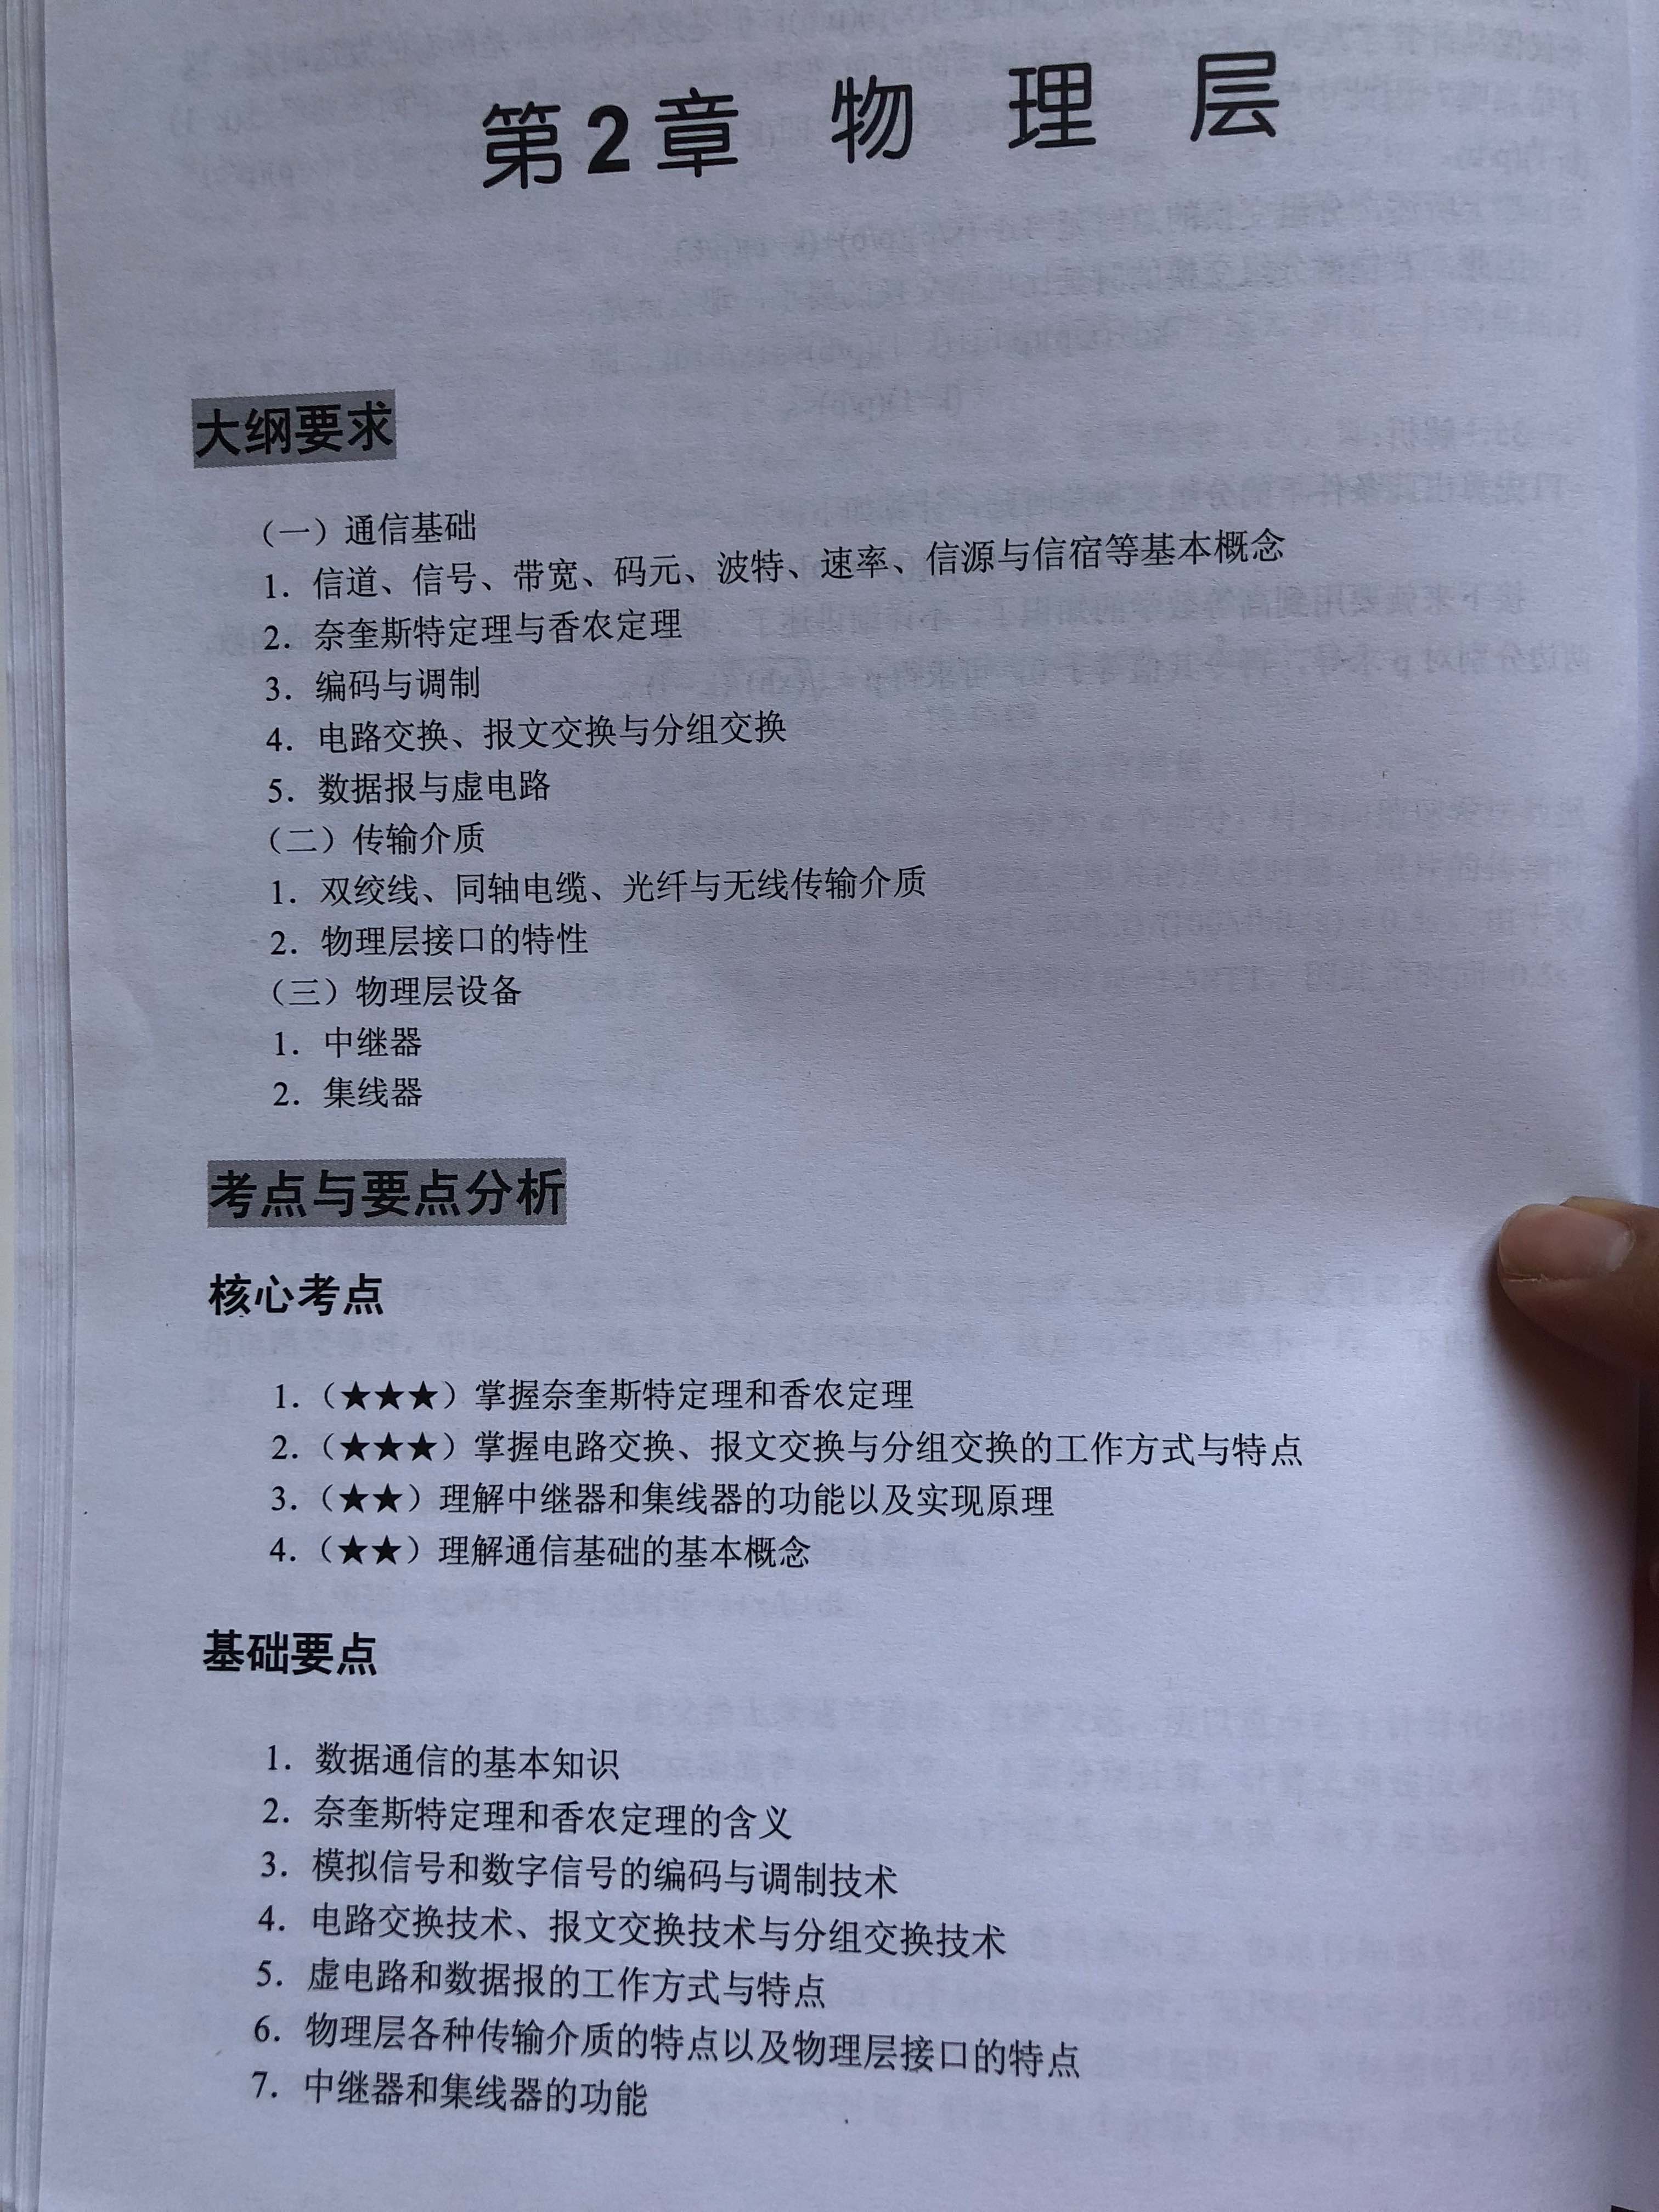 第2章 物 理 层
大纲要求
（一）通信基础
1．信道、信号、带宽、码元、波特、速率、信源与信宿等基本概念
2．奈奎斯特定理与香农定理
3．编码与调制
4．电路交换、报文交换与分组交换
5．数据报与虚电路
（二）传输介质
1．双绞线、同轴电缆、光纤与无线传输介质
2．物理层接口的特性
（三）物理层设备
1．中继器
2．集线器
考点与要点分析
核心考点
1．（★★★）掌握奈奎斯特定理和香农定理
2．（★★★）掌握电路交换、报文交换与分组交换的工作方式与特点
3．（★★）理解中继器和集线器的功能以及实现原理
4．（★★）理解通信基础的基本概念
基础要点
1．数据通信的基本知识
2．奈奎斯特定理和香农定理的含义
3．模拟信号和数字信号的编码与调制技术
4．电路交换技术、报文交换技术与分组交换技术
5．虚电路和数据报的工作方式与特点
6．物理层各种传输介质的特点以及物理层接口的特点
7．中继器和集线器的功能